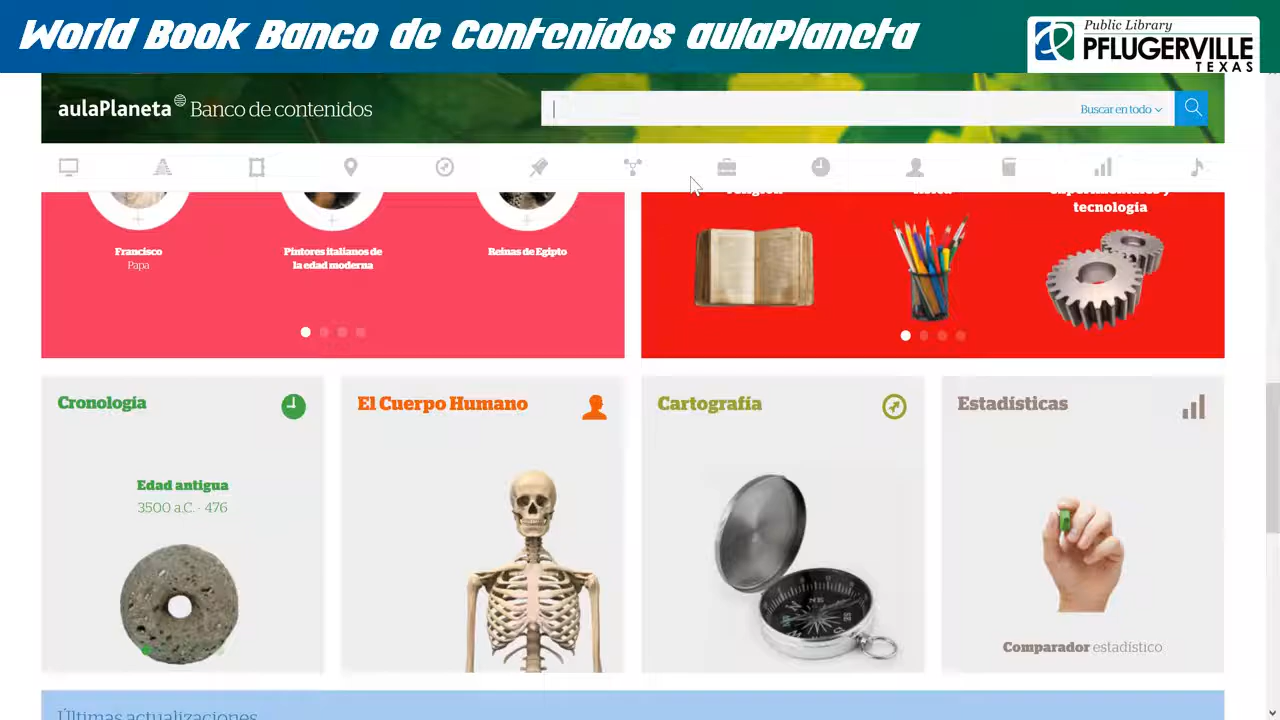 World Book Banco de Contenidos aulaPlaneta
Public Library
PFLUGERVILLE
TEXAS
aulaPlaneta Banco de contenidos
Buscar en todo
tecnología
Francisco
Papa
Pintores italianos de
la edad moderna
Reinas de Egipto
Cronología
El Cuerpo Humano
Cartografía
Estadísticas
Edad antigua
3500 a.C. - 476
Comparador estadístico
Últimas actualizaciones